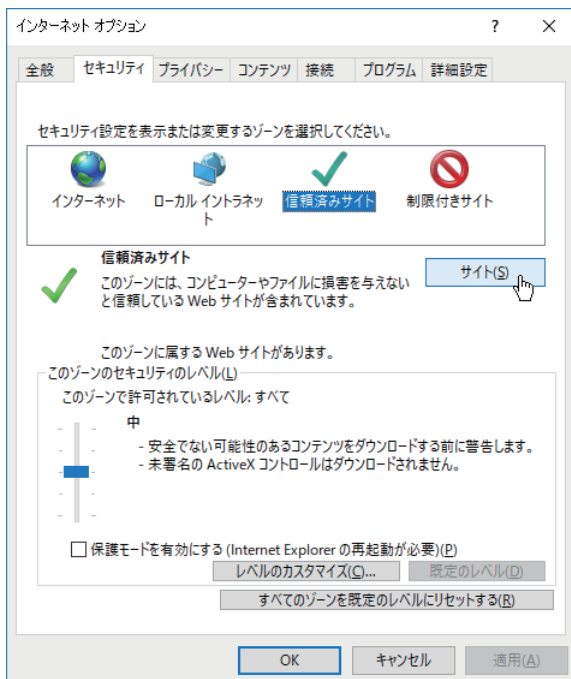 インターネット オプション ? ×
全般 セキュリティ プライバシー コンテンツ 接続 プログラム 詳細設定
セキュリティ設定を表示または変更するゾーンを選択してください。
インターネット ローカル イントラネッ 信頼済みサイト 制限付きサイト
ト
信頼済みサイト
サイト(S)
このゾーンには、コンピューターやファイルに損害を与えない
と信頼している Web サイトが含まれています。
このゾーンに属する Web サイトがあります。
このゾーンのセキュリティのレベル(L)
このゾーンで許可されているレベル: すべて
中
- 安全でない可能性のあるコンテンツをダウンロードする前に警告します。
- 未署名の ActiveX コントロールはダウンロードされません。
保護モードを有効にする (Internet Explorer の再起動が必要)(P)
レベルのカスタマイズ(C)... 既定のレベル(D)
すべてのゾーンを既定のレベルにリセットする(R)
OK キャンセル 適用(A)